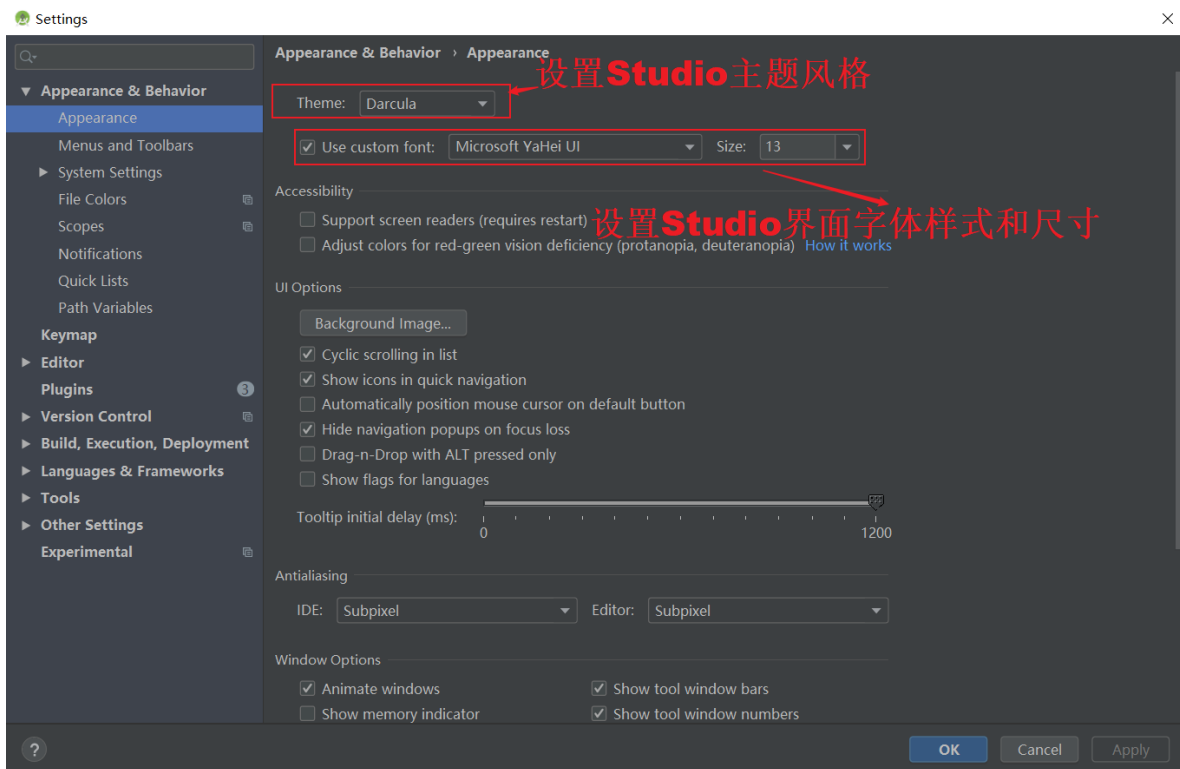 Settings
Appearance & Behavior › Appearance
设置Studio主题风格
Appearance & Behavior
Appearance
Menus and Toolbars
System Settings
File Colors
Scopes
Notifications
Quick Lists
Path Variables
Keymap
Editor
Plugins 3
Version Control
Build, Execution, Deployment
Languages & Frameworks
Tools
Other Settings
Experimental
Theme: Darcula
Use custom font: Microsoft YaHei UI Size: 13
Accessibility
Support screen readers (requires restart)
设置Studio界面字体样式和尺寸
Adjust colors for red-green vision deficiency (protanopia, deuteranopia) How it works
UI Options
Background Image...
Cyclic scrolling in list
Show icons in quick navigation
Automatically position mouse cursor on default button
Hide navigation popups on focus loss
Drag-n-Drop with ALT pressed only
Show flags for languages
Tooltip initial delay (ms):
0 1200
Antialiasing
IDE: Subpixel Editor: Subpixel
Window Options
Animate windows Show tool window bars
Show memory indicator Show tool window numbers
? OK Cancel Apply